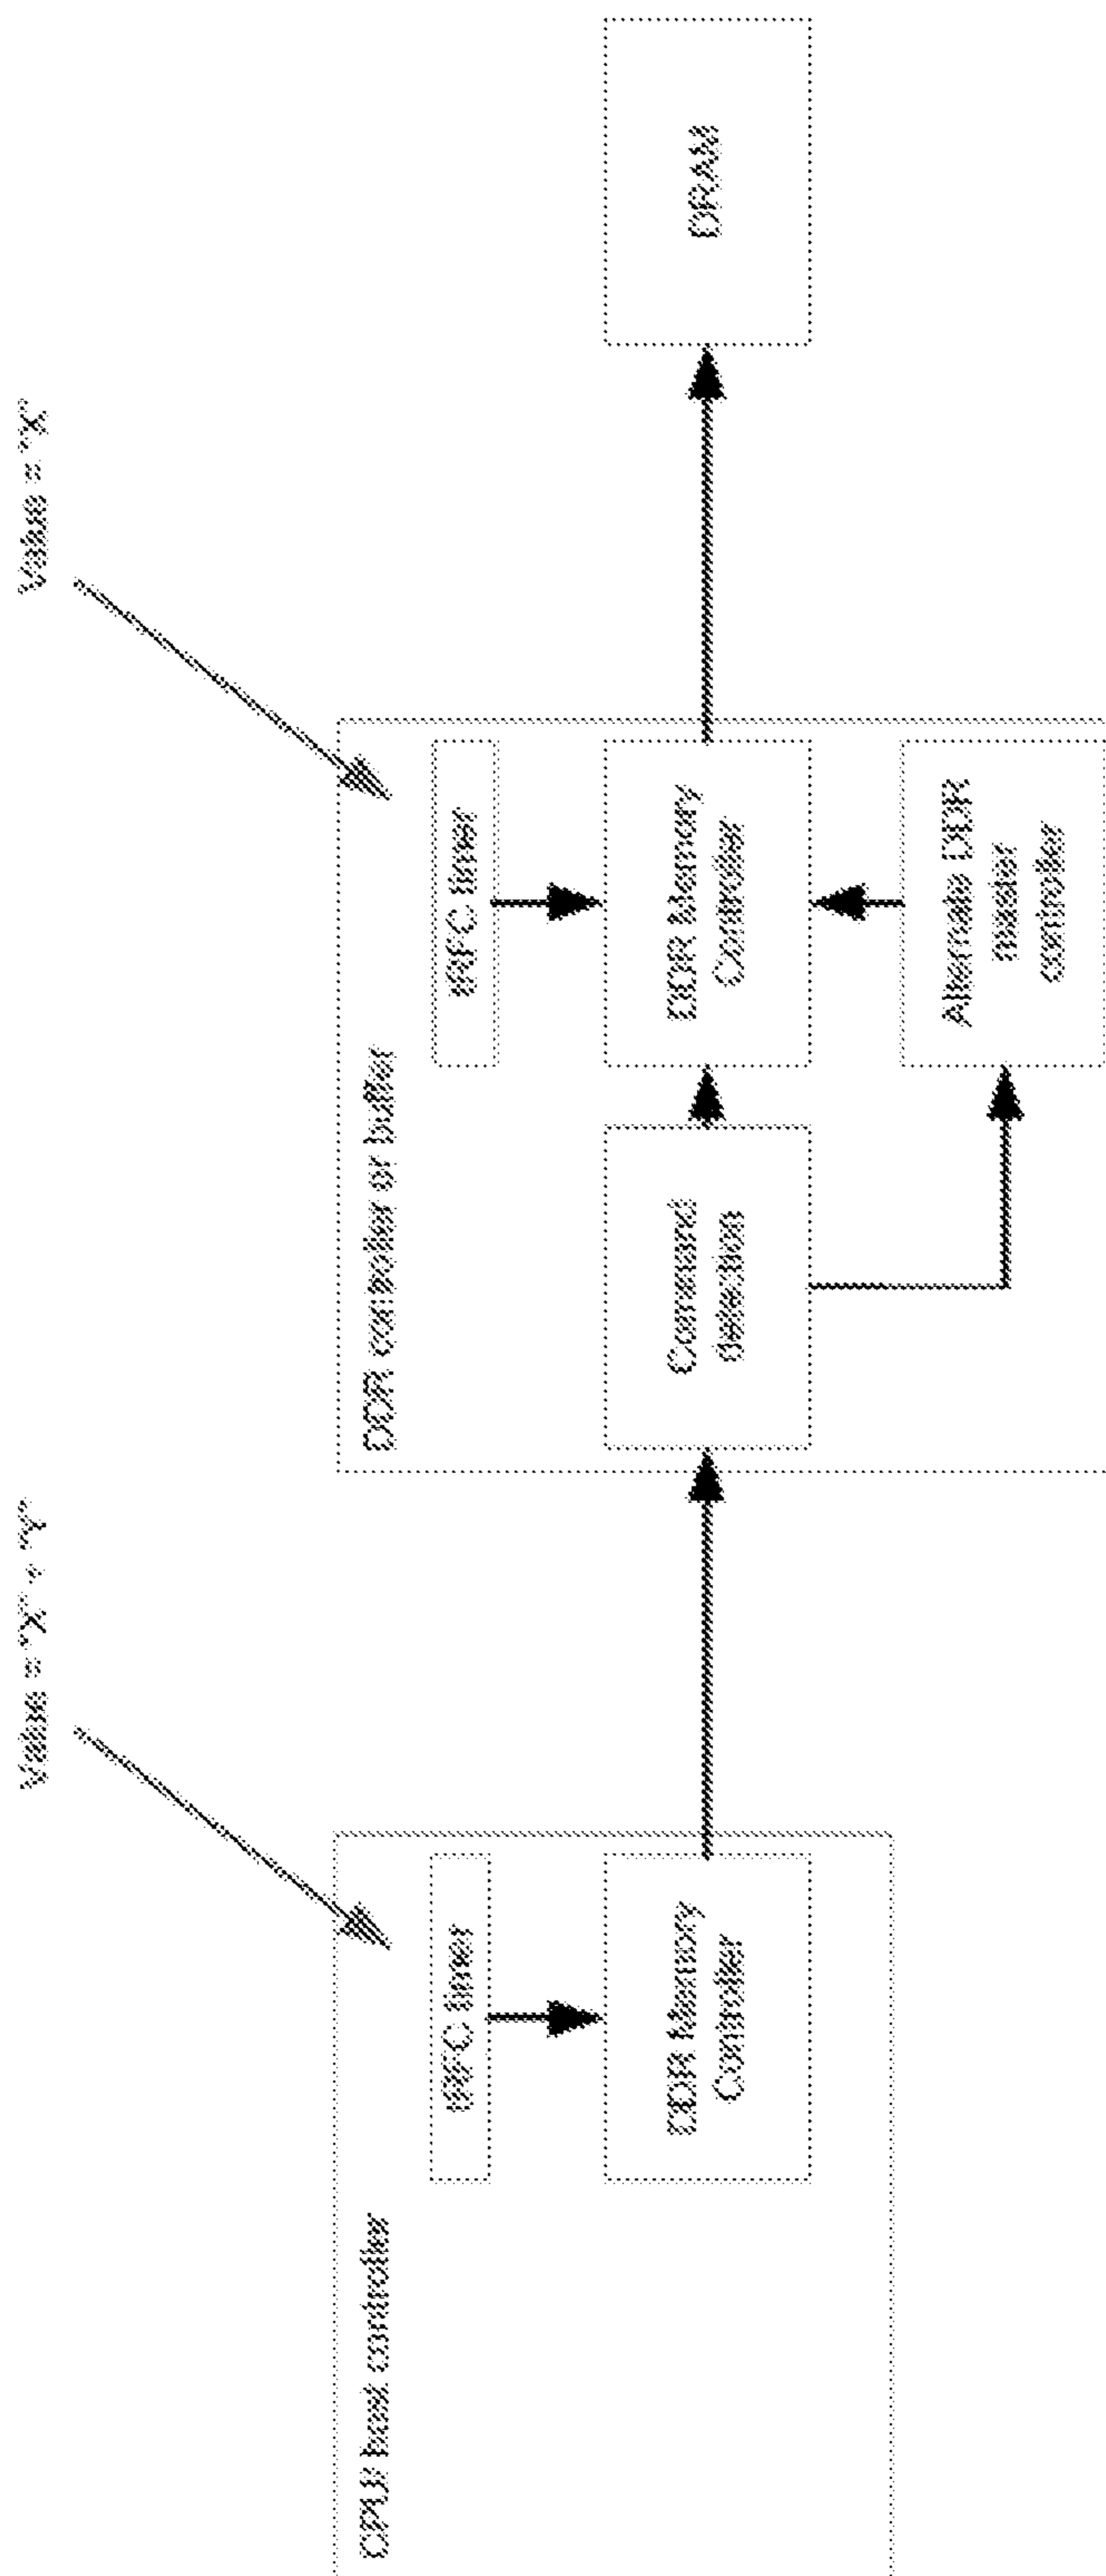 Value = "X" + "Y"
Value = "X"
CPU host controller
tRFC timer
DDR Memory
Controller
DDR controller or buffer
tRFC timer
Command
detection
DDR Memory
Controller
Alternate DDR
master
controller
DRAM